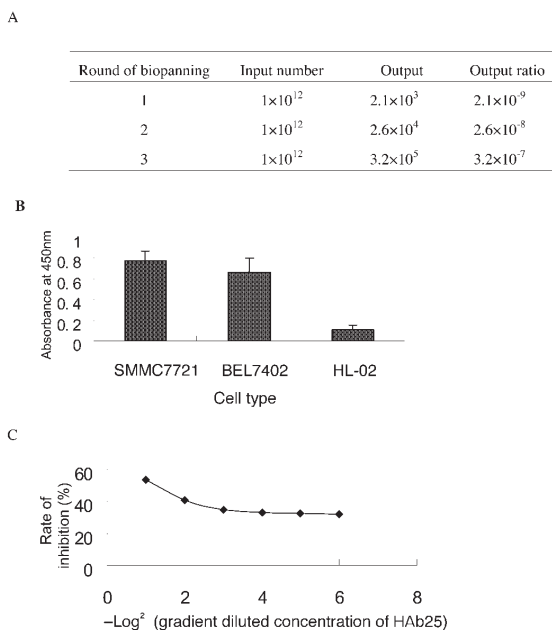 A
Round of biopanning Input number Output Output ratio
1 1×10¹² 2.1×10³ 2.1×10⁻⁹
2 1×10¹² 2.6×10⁴ 2.6×10⁻⁸
3 1×10¹² 3.2×10⁵ 3.2×10⁻⁷
B
Absorbance at 450nm
1
0.8
0.6
0.4
0.2
0
SMMC7721 BEL7402 HL-02
Cell type
C
Rate of
inhibition (%)
60
40
20
0
0 2 4 6 8
–Log² (gradient diluted concentration of HAb25)